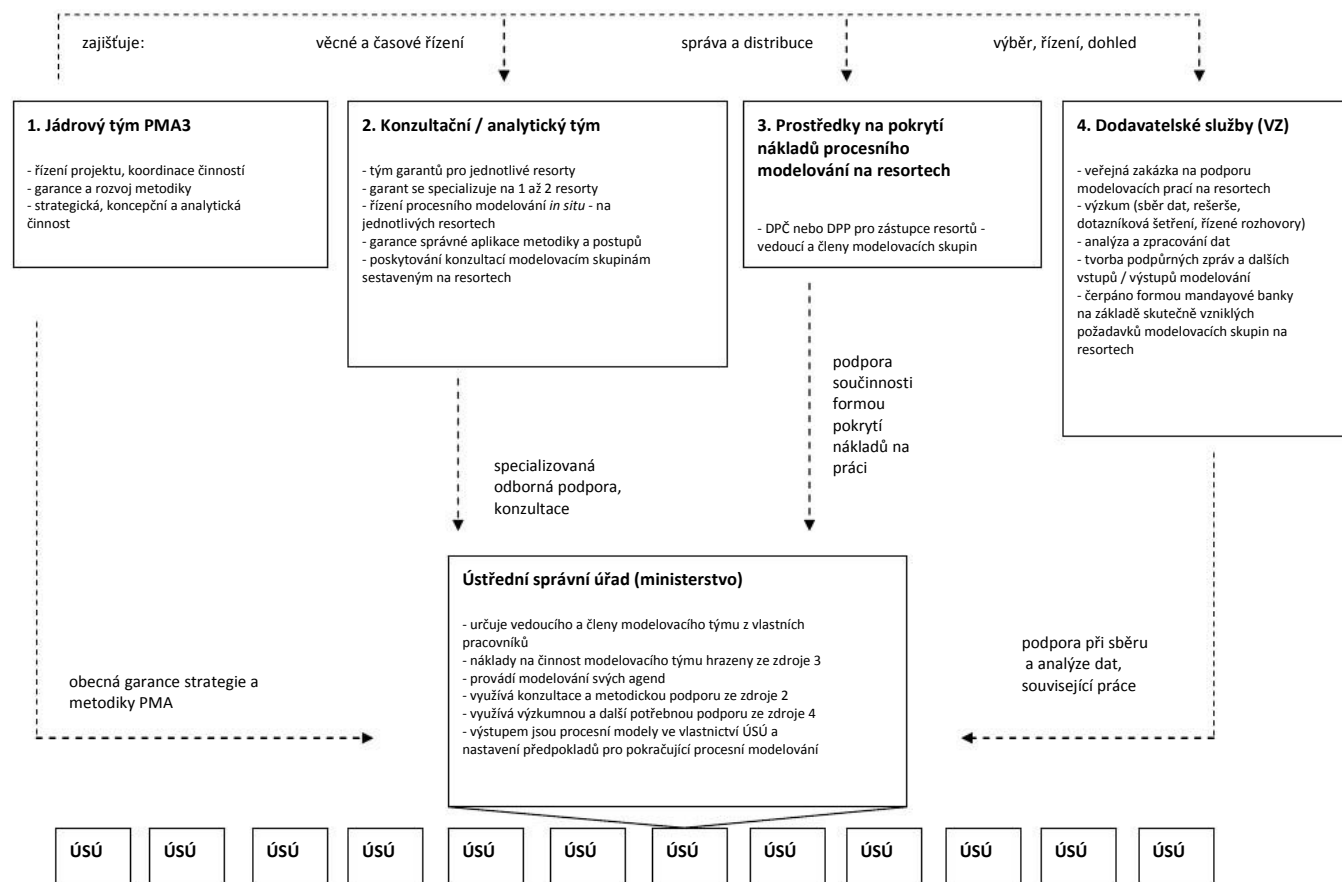 zajišťuje:
věcné a časové řízení
správa a distribuce
výběr, řízení, dohled
1. Jádrový tým PMA3
- řízení projektu, koordinace činností
- garance a rozvoj metodiky
- strategická, koncepční a analytická
činnost
2. Konzultační / analytický tým
- tým garantů pro jednotlivé resorty
- garant se specializuje na 1 až 2 resorty
- řízení procesního modelování in situ - na
jednotlivých resortech
- garance správné aplikace metodiky a postupů
- poskytování konzultací modelovacím skupinám
sestaveným na resortech
3. Prostředky na pokrytí
nákladů procesního
modelování na resortech
- DPČ nebo DPP pro zástupce resortů -
vedoucí a členy modelovacích skupin
4. Dodavatelské služby (VZ)
- veřejná zakázka na podporu
modelovacích prací na resortech
- výzkum (sběr dat, rešerše,
dotazníková šetření, řízené rozhovory)
- analýza a zpracování dat
- tvorba podpůrných zpráv a dalších
vstupů / výstupů modelování
- čerpáno formou mandayové banky
na základě skutečně vzniklých
požadavků modelovacích skupin na
resortech
podpora
součinnosti
formou
pokrytí
nákladů na
práci
specializovaná
odborná podpora,
konzultace
Ústřední správní úřad (ministerstvo)
- určuje vedoucího a členy modelovacího týmu z vlastních
pracovníků
- náklady na činnost modelovacího týmu hrazeny ze zdroje 3
- provádí modelování svých agend
- využívá konzultace a metodickou podporu ze zdroje 2
- využívá výzkumnou a další potřebnou podporu ze zdroje 4
- výstupem jsou procesní modely ve vlastnictví ÚSÚ a
nastavení předpokladů pro pokračující procesní modelování
obecná garance strategie a
metodiky PMA
podpora při sběru
a analýze dat,
související práce
ÚSÚ
ÚSÚ
ÚSÚ
ÚSÚ
ÚSÚ
ÚSÚ
ÚSÚ
ÚSÚ
ÚSÚ
ÚSÚ
ÚSÚ
ÚSÚ